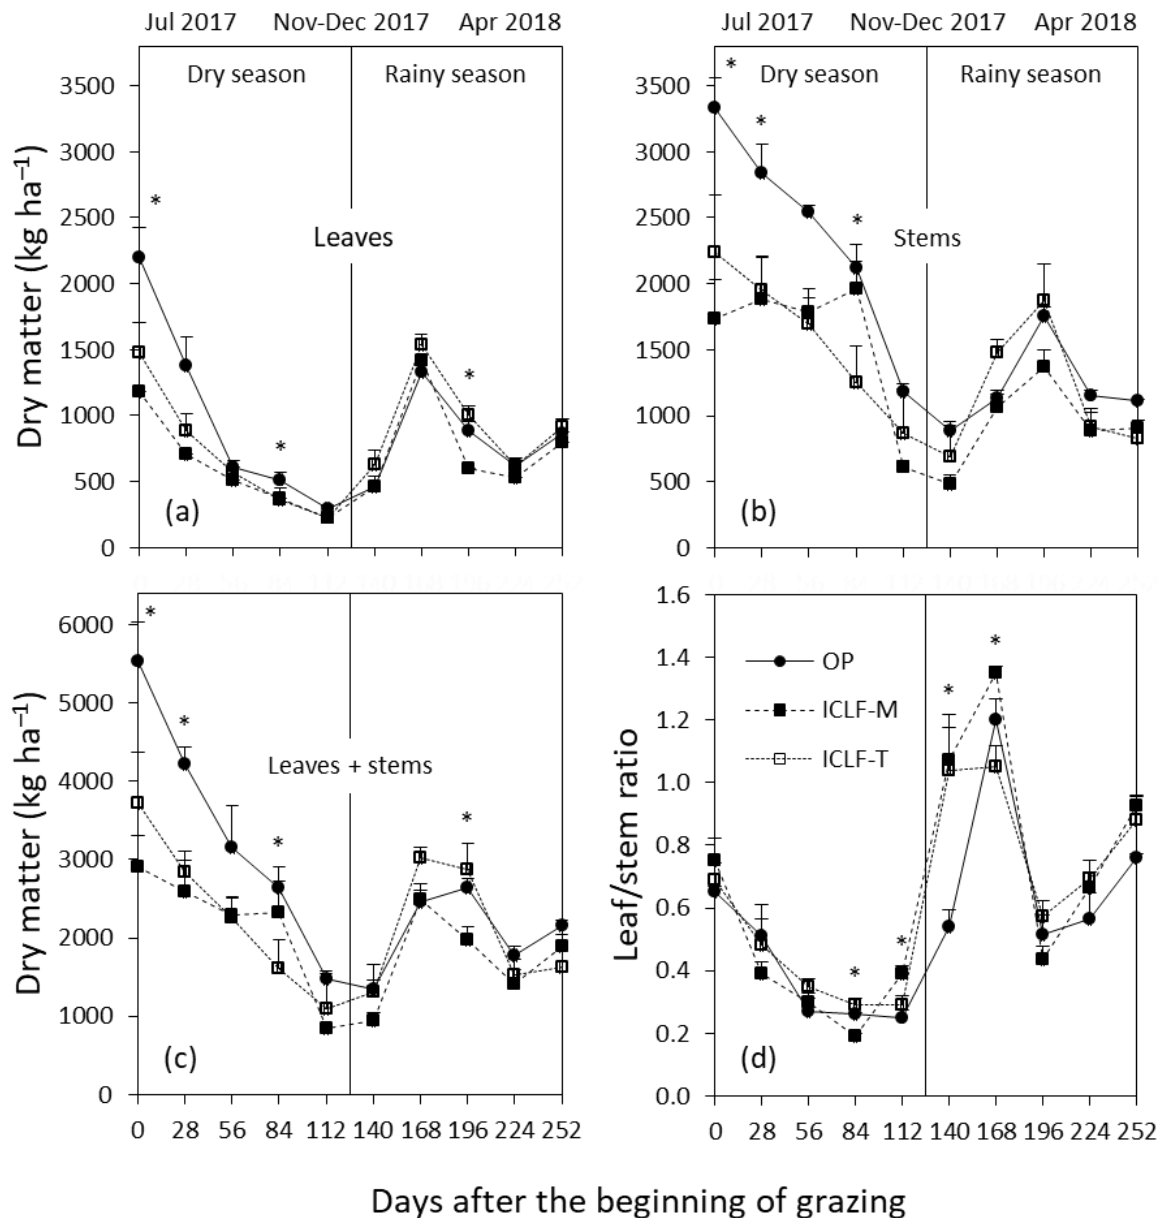 Jul 2017 Nov-Dec 2017 Apr 2018
Jul 2017 Nov-Dec 2017 Apr 2018
Dry season Rainy season
Dry season Rainy season
Dry matter (kg ha⁻¹)
3500
3000
2500
2000
1500
1000
500
0
*
*
*
Leaves
(a)
3500
3000
2500
2000
1500
1000
500
0
*
*
*
Stems
(b)
Dry matter (kg ha⁻¹)
6000
5000
4000
3000
2000
1000
0
*
*
*
*
Leaves + stems
(c)
0 28 56 84 112 140 168 196 224 252
Leaf/stem ratio
1.6
1.4
1.2
1.0
0.8
0.6
0.4
0.2
0.0
OP
ICLF-M
ICLF-T
*
*
*
*
(d)
0 28 56 84 112 140 168 196 224 252
Days after the beginning of grazing